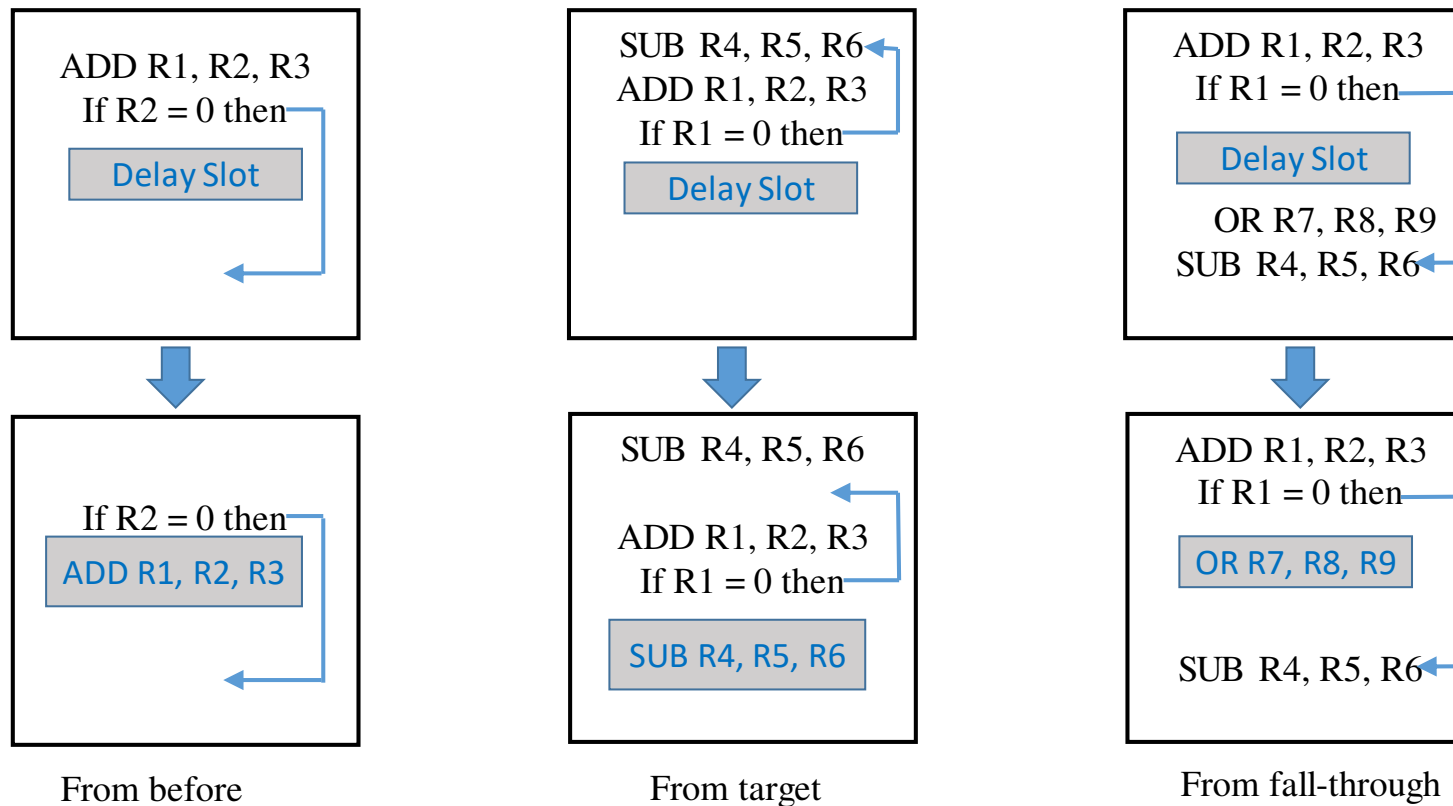 ADD R1, R2, R3
If R2 = 0 then
Delay Slot
SUB R4, R5, R6
ADD R1, R2, R3
If R1 = 0 then
Delay Slot
ADD R1, R2, R3
If R1 = 0 then
Delay Slot
OR R7, R8, R9
SUB R4, R5, R6
If R2 = 0 then
ADD R1, R2, R3
From before
SUB R4, R5, R6
ADD R1, R2, R3
If R1 = 0 then
SUB R4, R5, R6
From target
ADD R1, R2, R3
If R1 = 0 then
OR R7, R8, R9
SUB R4, R5, R6
From fall-through